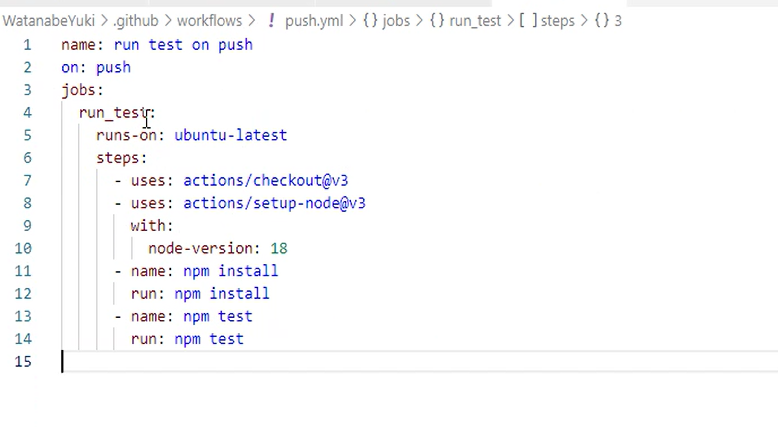 WatanabeYuki > .github > workflows > ! push.yml > {} jobs > {} run_test > [ ] steps > {} 3
1 name: run test on push
2 on: push
3 jobs:
4 run_test:
5 runs-on: ubuntu-latest
6 steps:
7 - uses: actions/checkout@v3
8 - uses: actions/setup-node@v3
9 with:
10 node-version: 18
11 - name: npm install
12 run: npm install
13 - name: npm test
14 run: npm test
15